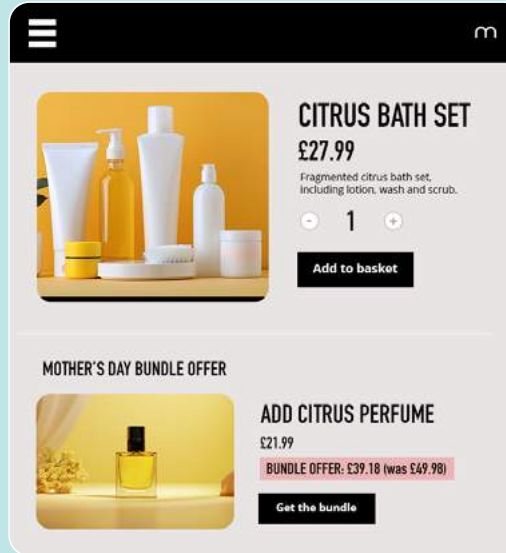 m
CITRUS BATH SET
£27.99
Fragmented citrus bath set,
including lotion, wash and scrub.
- 1 +
Add to basket
MOTHER'S DAY BUNDLE OFFER
ADD CITRUS PERFUME
£21.99
BUNDLE OFFER: £39.18 (was £49.98)
Get the bundle